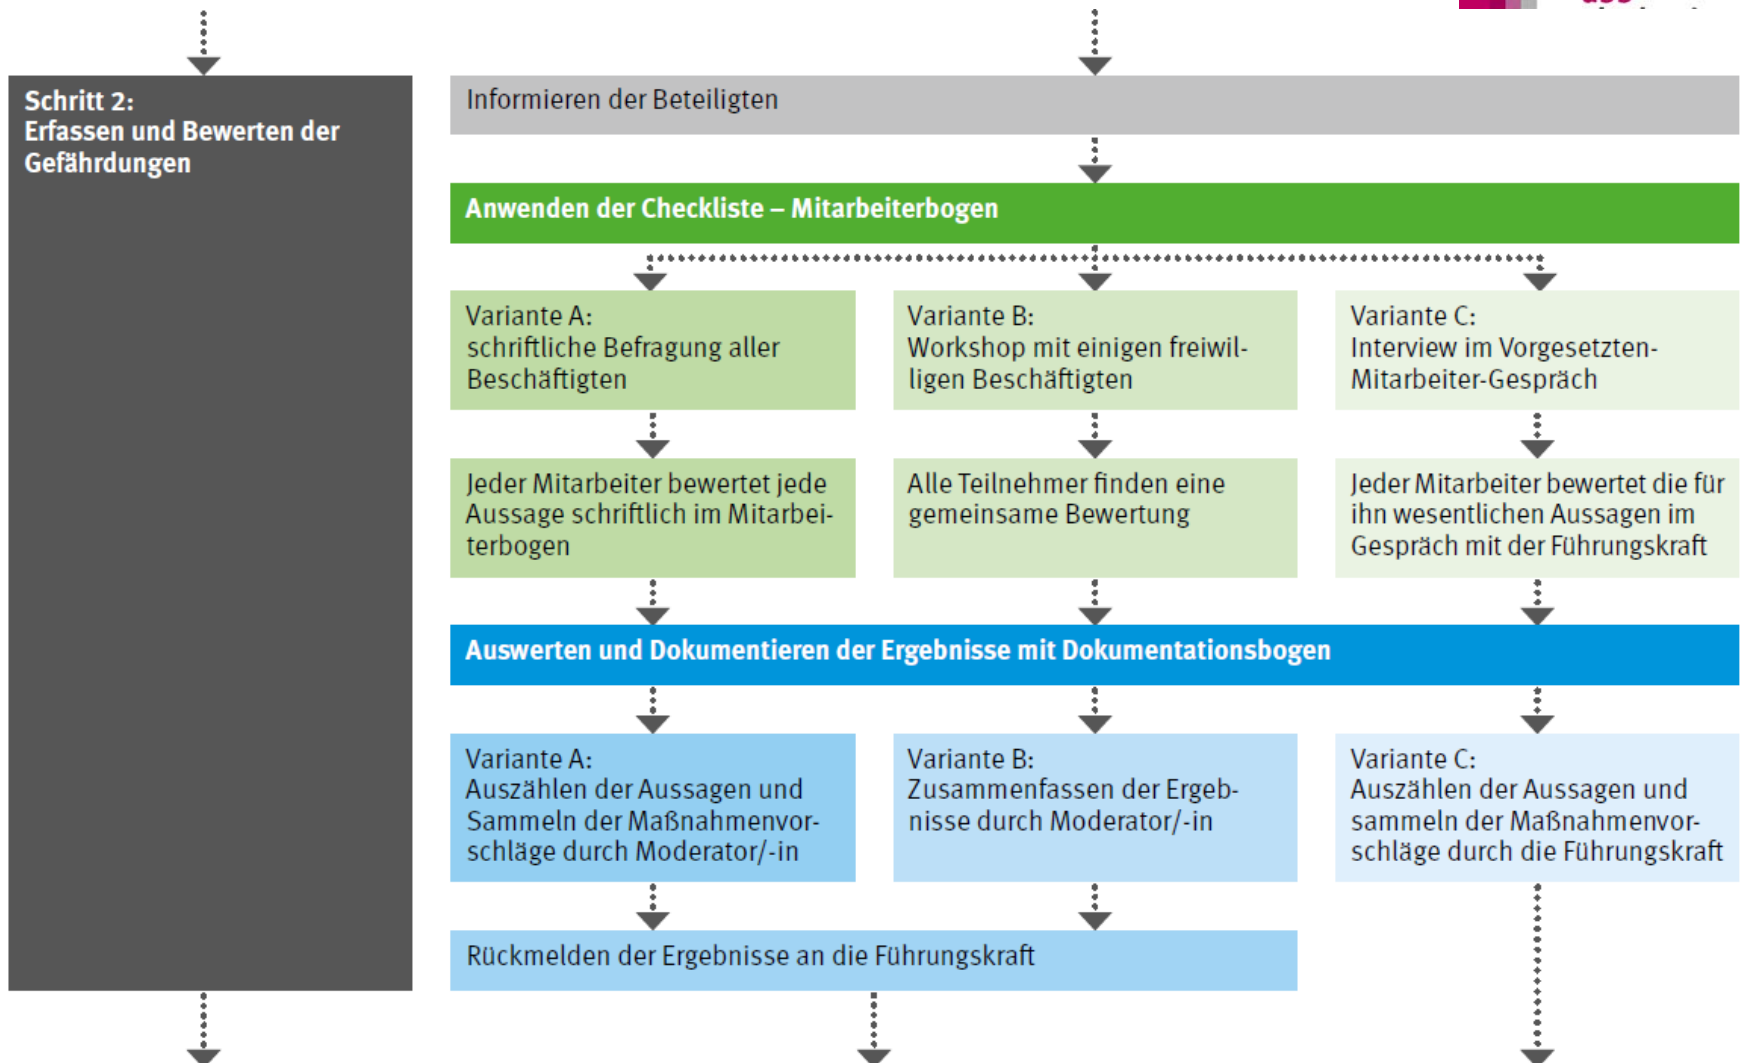 Schritt 2:
Erfassen und Bewerten der
Gefährdungen
Informieren der Beteiligten
Anwenden der Checkliste – Mitarbeiterbogen
Variante A:
schriftliche Befragung aller
Beschäftigten
Variante B:
Workshop mit einigen freiwil-
ligen Beschäftigten
Variante C:
Interview im Vorgesetzten-
Mitarbeiter-Gespräch
Jeder Mitarbeiter bewertet jede
Aussage schriftlich im Mitarbei-
terbogen
Alle Teilnehmer finden eine
gemeinsame Bewertung
Jeder Mitarbeiter bewertet die für
ihn wesentlichen Aussagen im
Gespräch mit der Führungskraft
Auswerten und Dokumentieren der Ergebnisse mit Dokumentationsbogen
Variante A:
Auszählen der Aussagen und
Sammeln der Maßnahmenvor-
schläge durch Moderator/-in
Variante B:
Zusammenfassen der Ergeb-
nisse durch Moderator/-in
Variante C:
Auszählen der Aussagen und
sammeln der Maßnahmenvor-
schläge durch die Führungskraft
Rückmelden der Ergebnisse an die Führungskraft